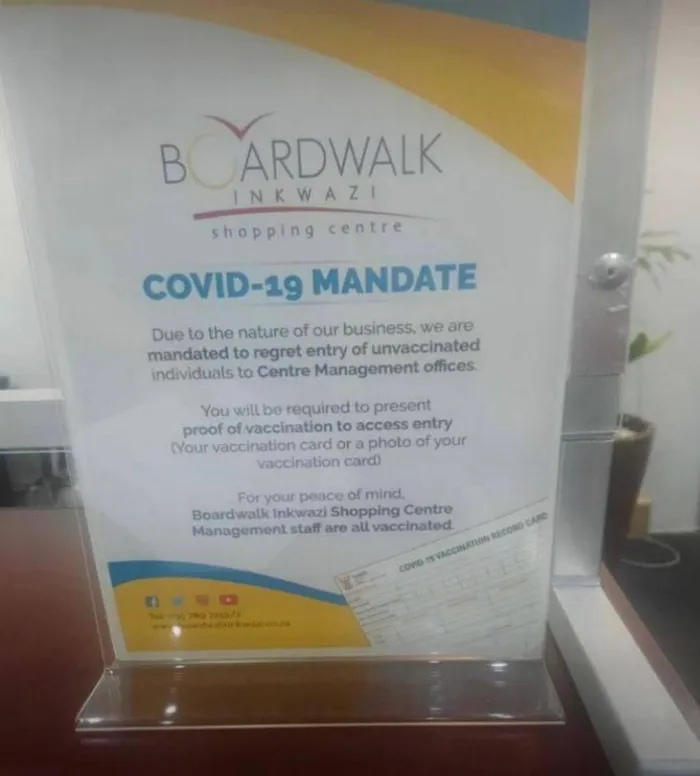 BOARDWALK
INKWAZI
shopping centre
COVID-19 MANDATE
Due to the nature of our business, we are
mandated to regret entry of unvaccinated
individuals to Centre Management offices.
You will be required to present
proof of vaccination to access entry
(Your vaccination card or a photo of your
vaccination card)
For your peace of mind,
Boardwalk Inkwazi Shopping Centre
Management staff are all vaccinated.
COVID-19 VACCINATION RECORD CARD